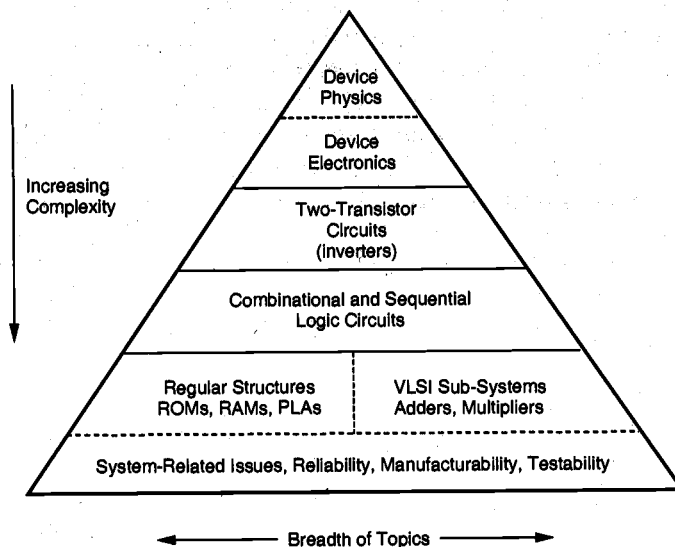 Device
Physics
Device
Electronics
Increasing
Complexity
Two-Transistor
Circuits
(inverters)
Combinational and Sequential
Logic Circuits
Regular Structures
ROMs, RAMs, PLAs
VLSI Sub-Systems
Adders, Multipliers
System-Related Issues, Reliability, Manufacturability, Testability
Breadth of Topics